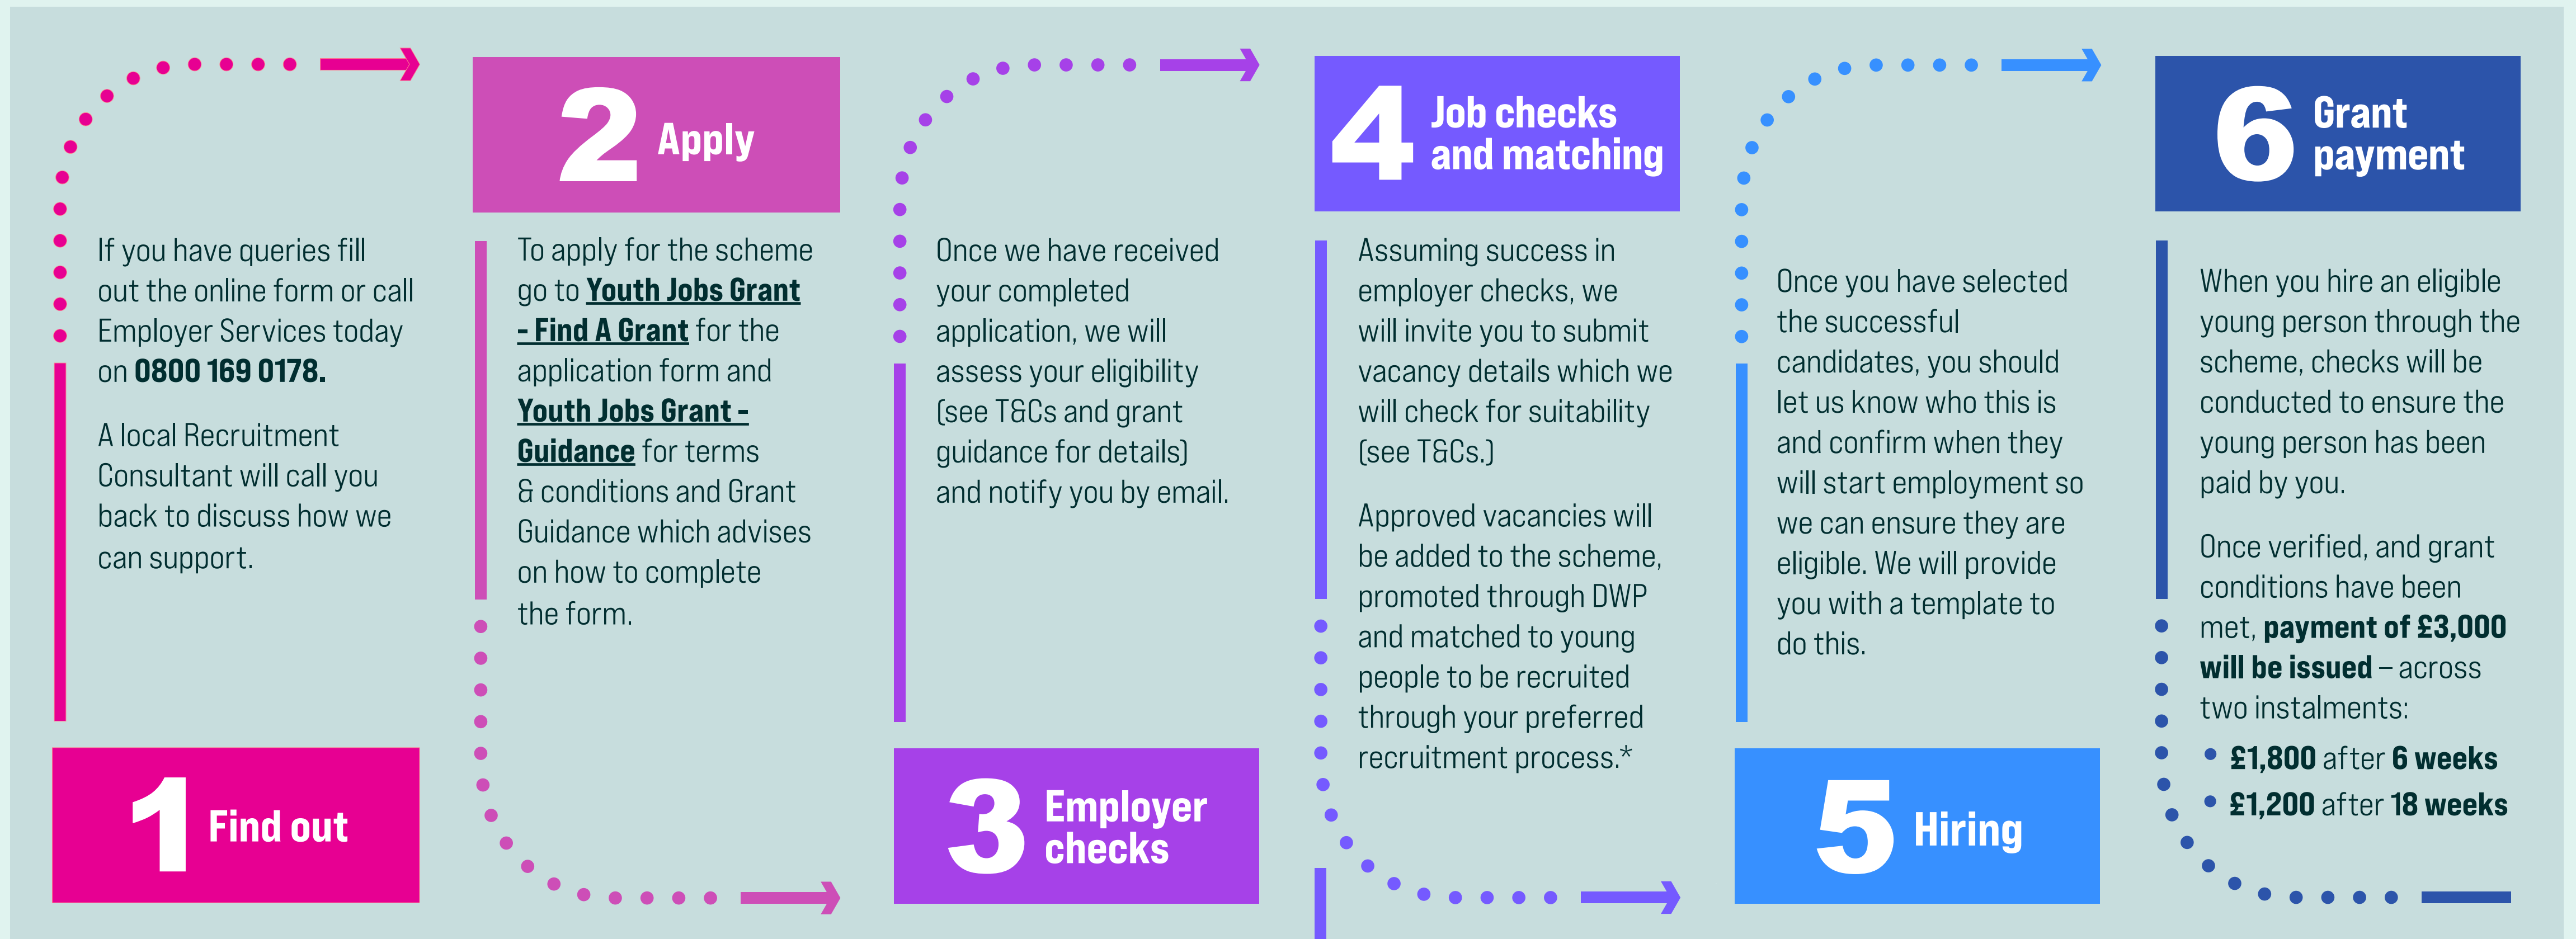 If you have queries fill
out the online form or call
Employer Services today
on 0800 169 0178.
A local Recruitment
Consultant will call you
back to discuss how we
can support.
1 Find out
2 Apply
To apply for the scheme
go to Youth Jobs Grant
- Find A Grant for the
application form and
Youth Jobs Grant -
Guidance for terms
& conditions and Grant
Guidance which advises
on how to complete
the form.
Once we have received
your completed
application, we will
assess your eligibility
(see T&Cs and grant
guidance for details)
and notify you by email.
3 Employer
checks
4 Job checks
and matching
Assuming success in
employer checks, we
will invite you to submit
vacancy details which we
will check for suitability
(see T&Cs.)
Approved vacancies will
be added to the scheme,
promoted through DWP
and matched to young
people to be recruited
through your preferred
recruitment process.*
Once you have selected
the successful
candidates, you should
let us know who this is
and confirm when they
will start employment so
we can ensure they are
eligible. We will provide
you with a template to
do this.
5 Hiring
6 Grant
payment
When you hire an eligible
young person through the
scheme, checks will be
conducted to ensure the
young person has been
paid by you.
Once verified, and grant
conditions have been
met, payment of £3,000
will be issued – across
two instalments:
• £1,800 after 6 weeks
• £1,200 after 18 weeks